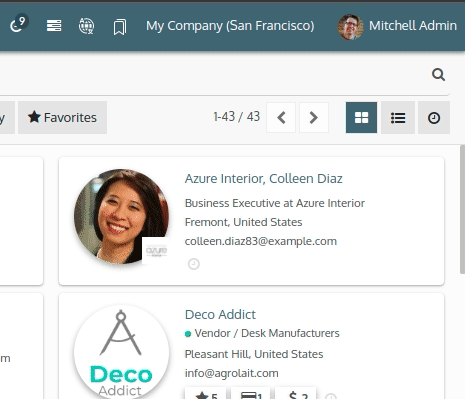 9
My Company (San Francisco)
Mitchell Admin
y
Favorites
1-43 / 43
Azure Interior, Colleen Diaz
Business Executive at Azure Interior
Fremont, United States
colleen.diaz83@example.com
azure
Deco Addict
Vendor / Desk Manufacturers
Pleasant Hill, United States
info@agrolait.com
Deco
Addict
m
5
1
$ 2